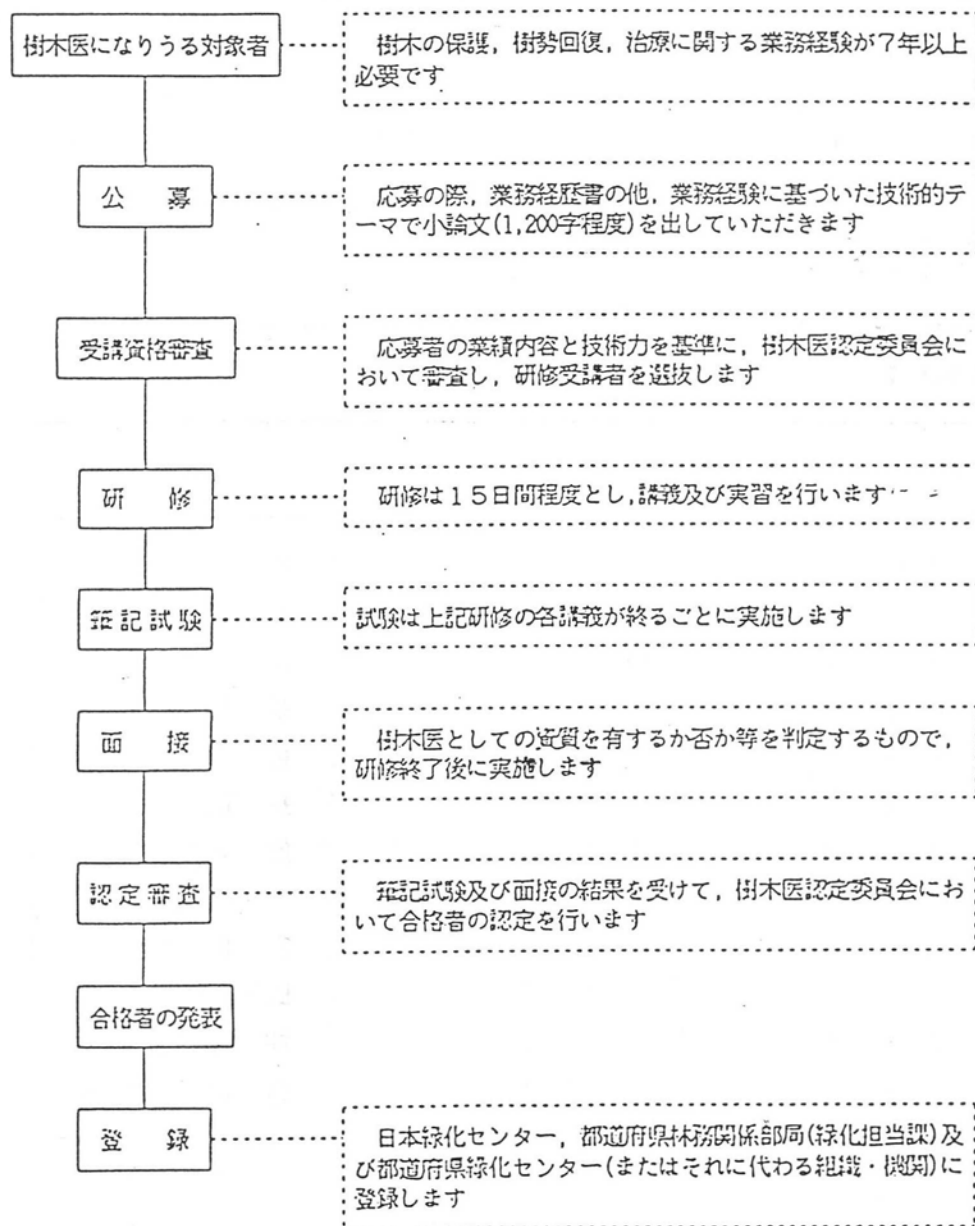 樹木医になりうる対象者
樹木の保護，樹勢回復，治療に関する業務経験が7年以上
必要です
公　募
応募の際，業務経歴書の他，業務経験に基づいた技術的テ
ーマで小論文(1,200字程度)を出していただきます
受講資格審査
応募者の業績内容と技術力を基準に，樹木医認定委員会に
おいて審査し，研修受講者を選抜します
研　修
研修は１５日間程度とし,講義及び実習を行います
筆記試験
試験は上記研修の各講義が終るごとに実施します
面　接
樹木医としての資質を有するか否か等を判定するもので，
研修終了後に実施します
認定審査
筆記試験及び面接の結果を受けて，樹木医認定委員会にお
いて合格者の認定を行います
合格者の発表
登　録
日本緑化センター，都道府県林務関係部局(緑化担当課)及
び都道府県緑化センター(またはそれに代わる組織・機関)に
登録します